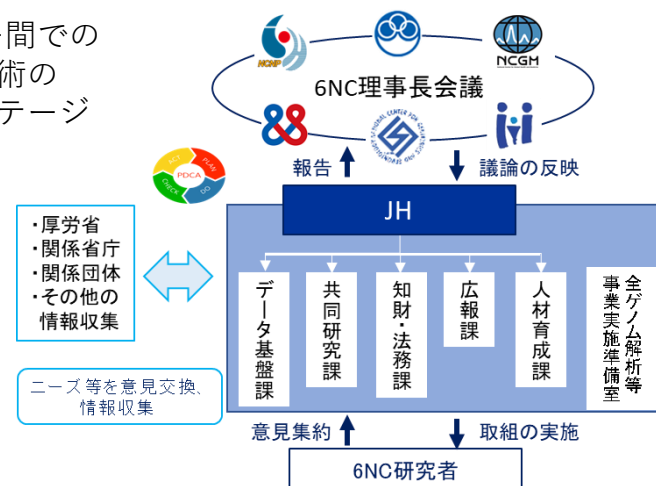 間での
術の
テージ
NCNP
NCGM
6NC理事長会議
報告
議論の反映
ACT
PLAN
PDCA
CHECK
DO
JH
・厚労省
・関係省庁
・関係団体
・その他の
情報収集
データ基盤課
共同研究課
知財・法務課
広報課
人材育成課
全ゲノム解析等
事業実施準備室
ニーズ等を意見交換、
情報収集
意見集約
取組の実施
6NC研究者